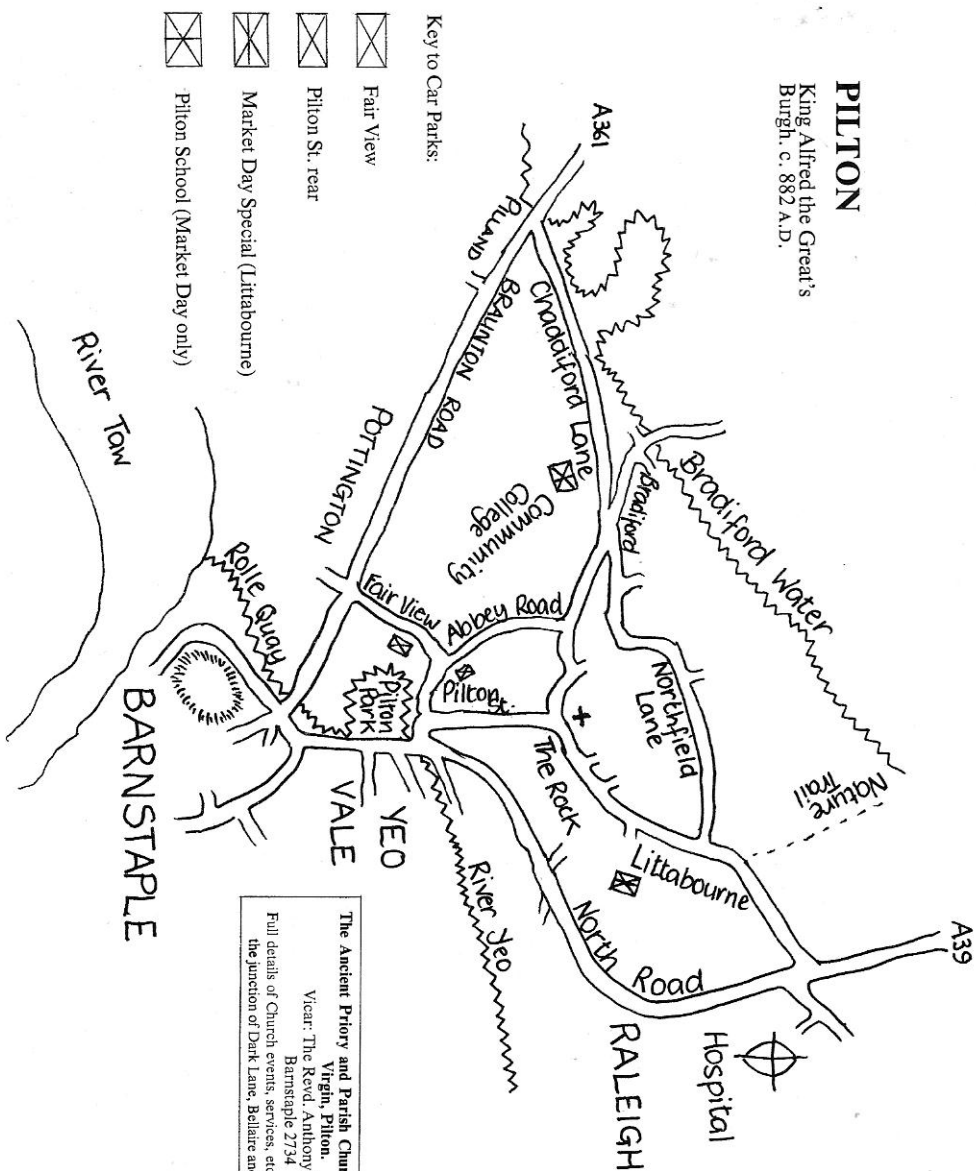 PILTON
King Alfred the Great's
Burgh. c. 882 A.D.
Key to Car Parks:
Fair View
Pilton St. rear
Market Day Special (Littabourne)
Pilton School (Market Day only)
A361
PILLAND
BRAUNTON ROAD
Chaddiford Lane
Community
College
POTTINGTON
Bradiford
Bradiford Water
Nature
Trail
Northfield
Lane
Abbey Road
Fair View
Pilton
St.
Pilton
Park
The Rock
Littabourne
North Road
A39
Hospital
RALEIGH
River Yeo
YEO
VALE
Rolle Quay
River Taw
BARNSTAPLE
The Ancient Priory and Parish Chur
Virgin, Pilton.
Vicar: The Revd. Anthony
Barnstaple 2734
Full details of Church events, services, etc
the junction of Dark Lane, Bellaire and